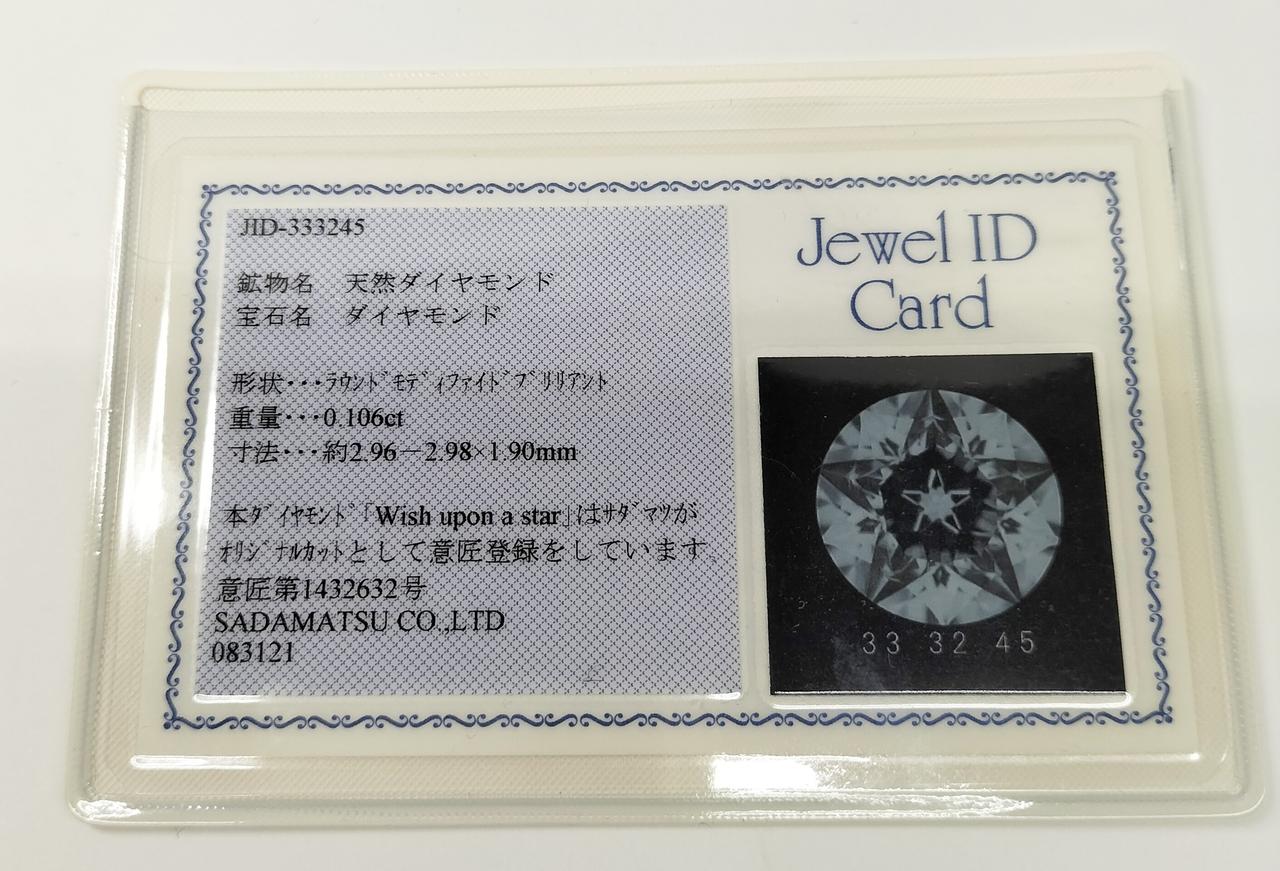 JID-333245
鉱物名　天然ダイヤモンド
宝石名　ダイヤモンド
形状･･･ﾗｳﾝﾄﾞﾓﾃﾞｨﾌｧｲﾄﾞﾌﾞﾘﾘｱﾝﾄ
重量･･･0.106ct
寸法･･･約2.96－2.98×1.90mm
本ﾀﾞｲﾔﾓﾝﾄﾞ｢Wish upon a star｣はｻﾀﾞﾏﾂが
ｵﾘｼﾞﾅﾙｶｯﾄとして意匠登録をしています
意匠第1432632号
SADAMATSU CO.,LTD
083121
Jewel ID
Card
33 32 45